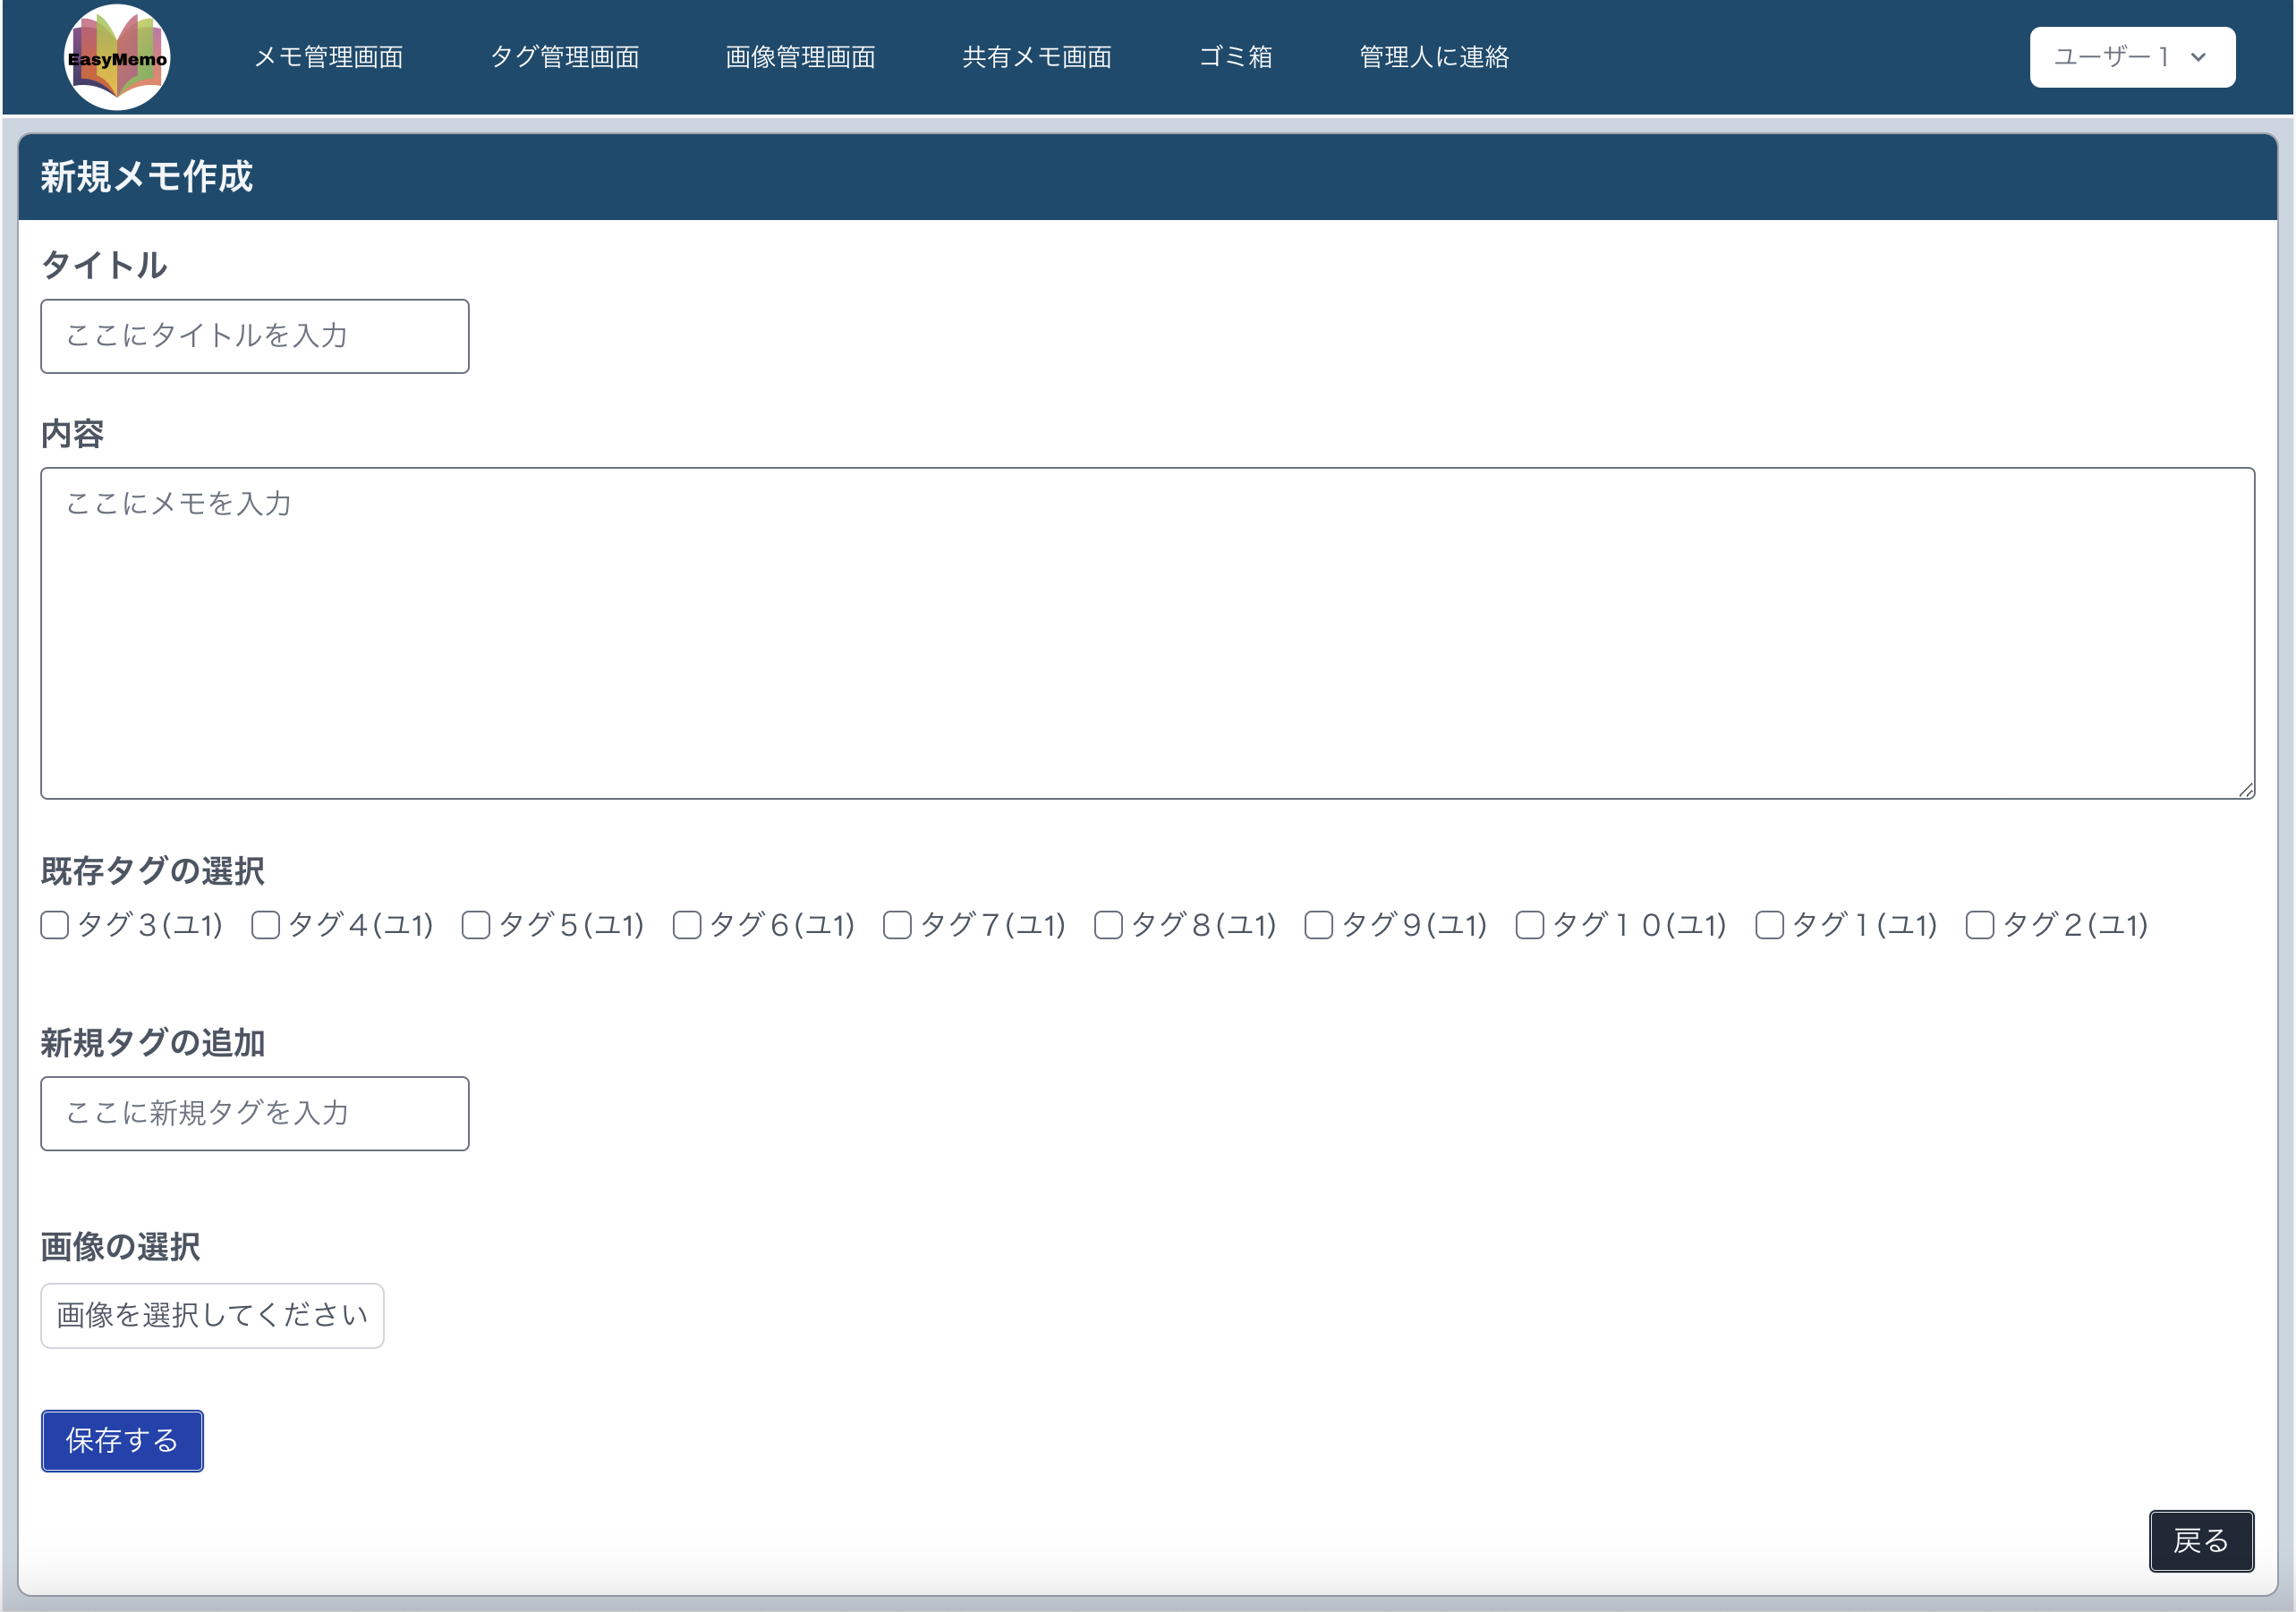 EasyMemo メモ管理画面 タグ管理画面 画像管理画面 共有メモ画面 ゴミ箱 管理人に連絡 ユーザー１
新規メモ作成
タイトル
ここにタイトルを入力
内容
ここにメモを入力
既存タグの選択
タグ３(ユ1) タグ４(ユ1) タグ５(ユ1) タグ６(ユ1) タグ７(ユ1) タグ８(ユ1) タグ９(ユ1) タグ１０(ユ1) タグ１(ユ1) タグ２(ユ1)
新規タグの追加
ここに新規タグを入力
画像の選択
画像を選択してください
保存する
戻る